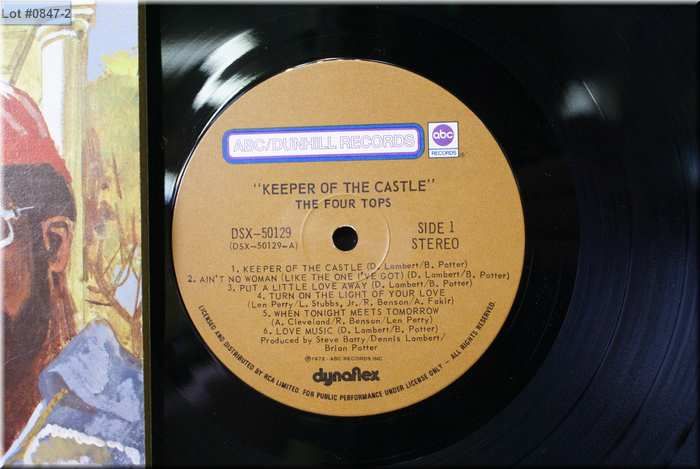 Lot #0847-2
ABC/DUNHILL RECORDS
abc
RECORDS
"KEEPER OF THE CASTLE"
THE FOUR TOPS
DSX-50129
(DSX-50129-A)
SIDE 1
STEREO
1. KEEPER OF THE CASTLE (D. Lambert/B. Potter)
2. AIN'T NO WOMAN (LIKE THE ONE I'VE GOT) (D. Lambert/B. Potter)
3. PUT A LITTLE LOVE AWAY (D. Lambert/B. Potter)
4. TURN ON THE LIGHT OF YOUR LOVE
(Len Perry/L. Stubbs, Jr./R. Benson/A. Fakir)
5. WHEN TONIGHT MEETS TOMORROW
(A. Cleveland/R. Benson/Len Perry)
6. LOVE MUSIC (D. Lambert/B. Potter)
Produced by Steve Barry/Dennis Lambert/
Brian Potter
Ⓟ1972-ABC RECORDS INC
dynaflex
LICENSED AND DISTRIBUTED BY RCA LIMITED. FOR PUBLIC PERFORMANCE UNDER LICENSE ONLY - ALL RIGHTS RESERVED.